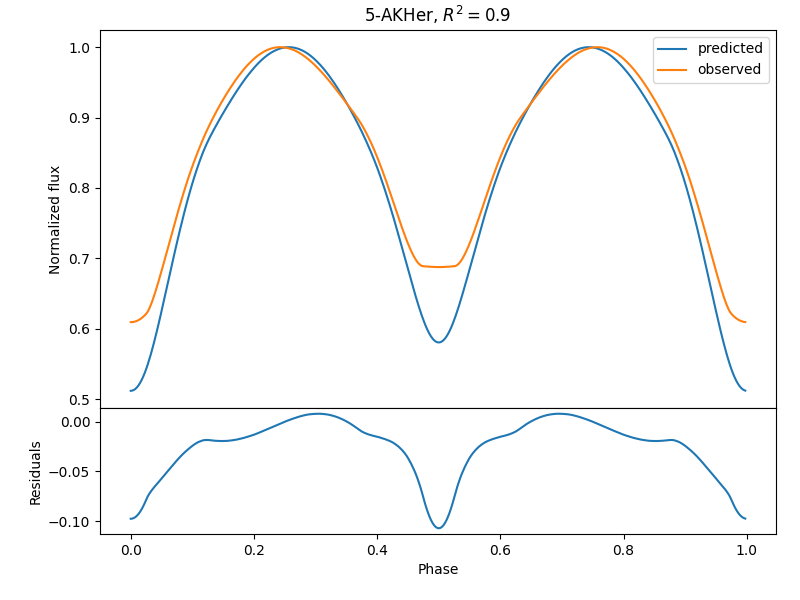 5-AKHer, $R^2 = 0.9$
predicted
observed
Normalized flux
1.0
0.9
0.8
0.7
0.6
0.5
Residuals
0.00
−0.05
−0.10
0.0
0.2
0.4
0.6
0.8
1.0
Phase